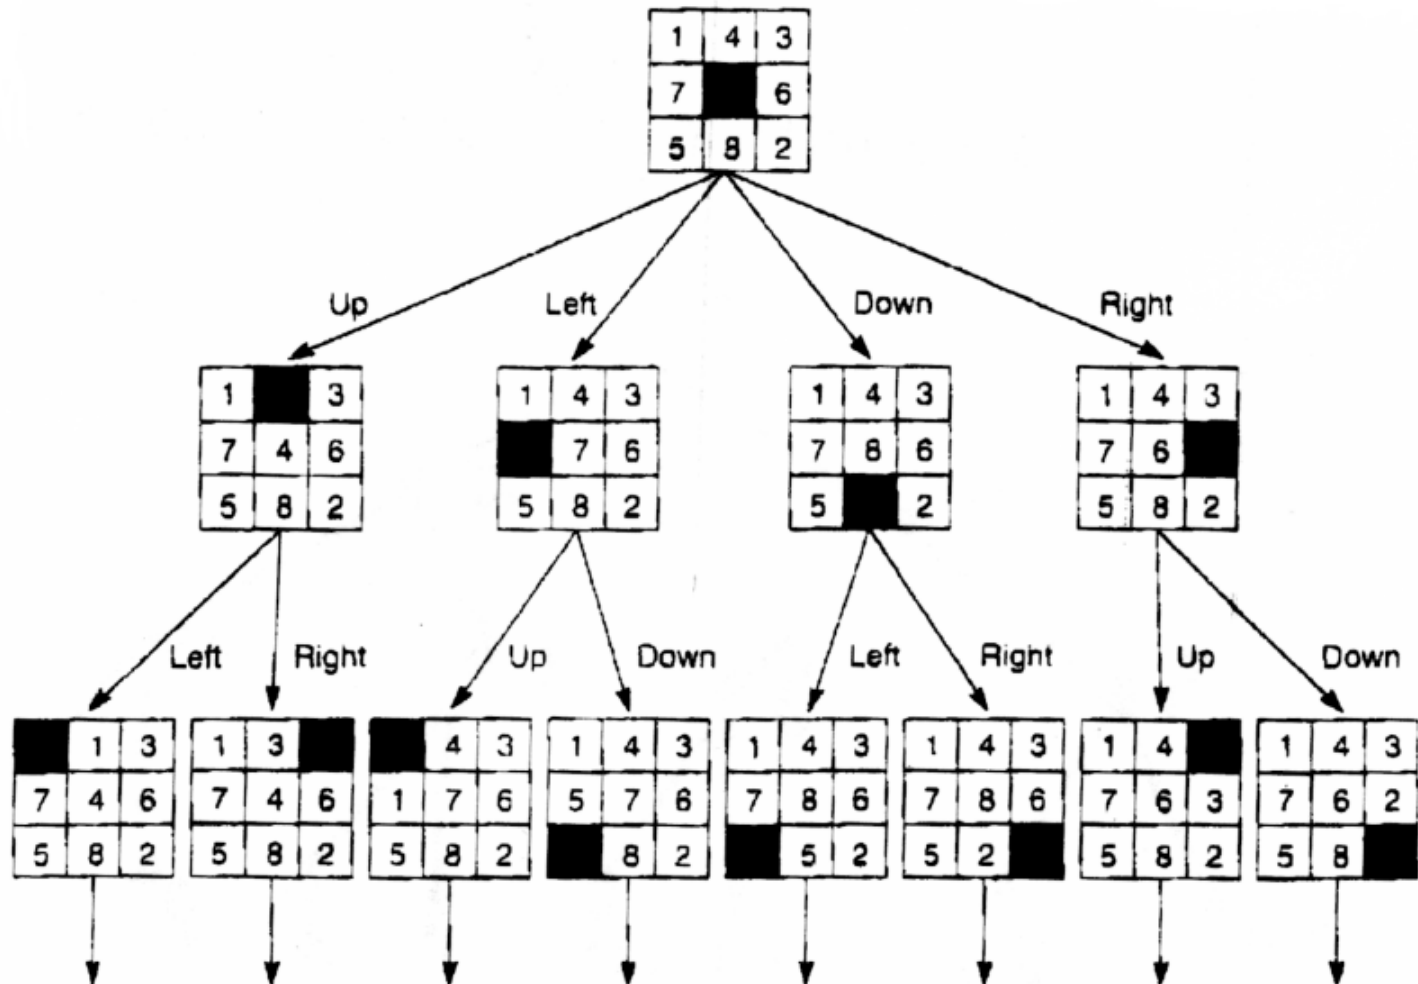 1 4 3
7 6
5 8 2
Up Left Down Right
1 3 1 4 3 1 4 3 1 4 3
7 4 6 7 6 7 8 6 7 6
5 8 2 5 8 2 5 2 5 8 2
Left Right Up Down Left Right Up Down
1 3 1 3 4 3 1 4 3 1 4 3 1 4 3 1 4 1 4 3
7 4 6 7 4 6 1 7 6 5 7 6 7 8 6 7 8 6 7 6 3 7 6 2
5 8 2 5 8 2 5 8 2 8 2 5 2 5 2 5 8 2 5 8